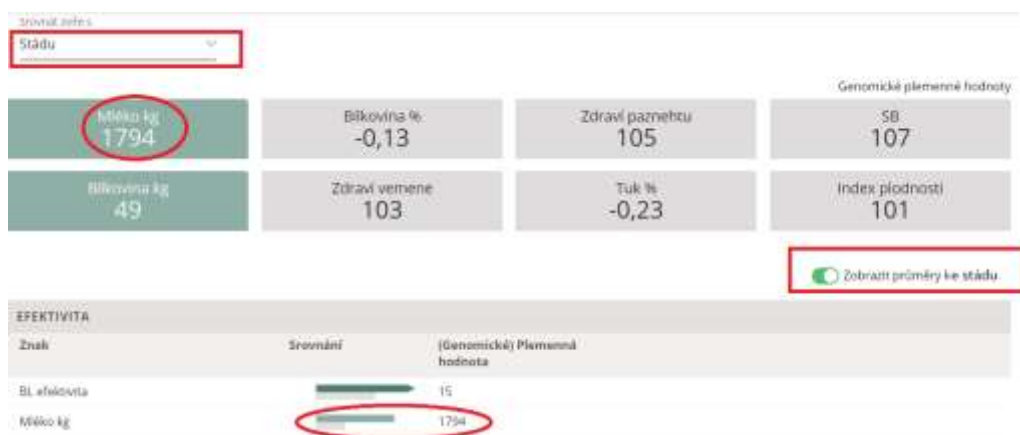 Srovnat zvíře s
Stádu
Genomické plemenné hodnoty
Mléko kg
1794
Bílkovina %
-0,13
Zdraví paznehtu
105
SB
107
Bílkovina kg
49
Zdraví vemene
103
Tuk %
-0,23
Index plodnosti
101
Zobrazit průměry ke stádu
EFEKTIVITA
Znak Srovnání (Genomické) Plemenná
hodnota
BL efektivita 15
Mléko kg 1794